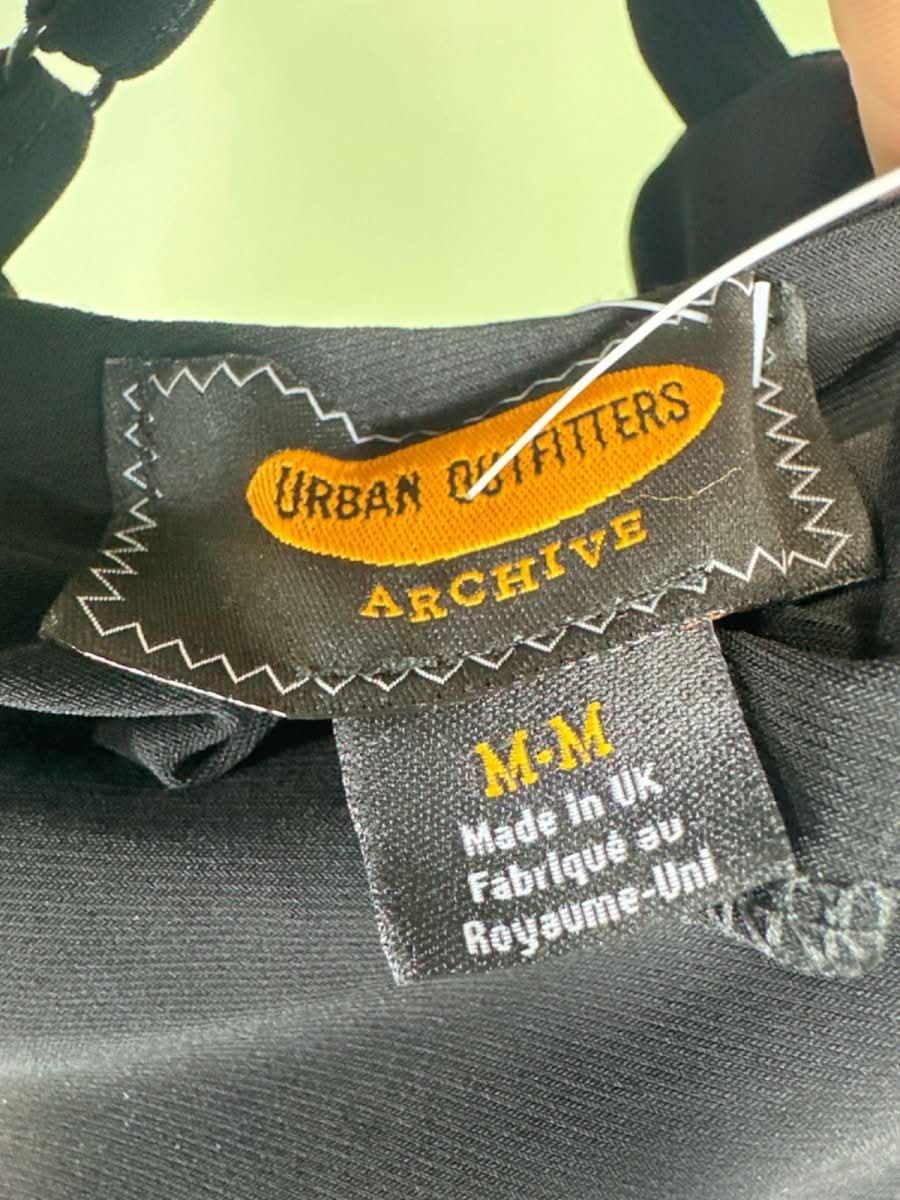 URBAN OUTFITTERS
ARCHIVE
M-M
Made in UK
Fabriqué au
Royaume-Uni